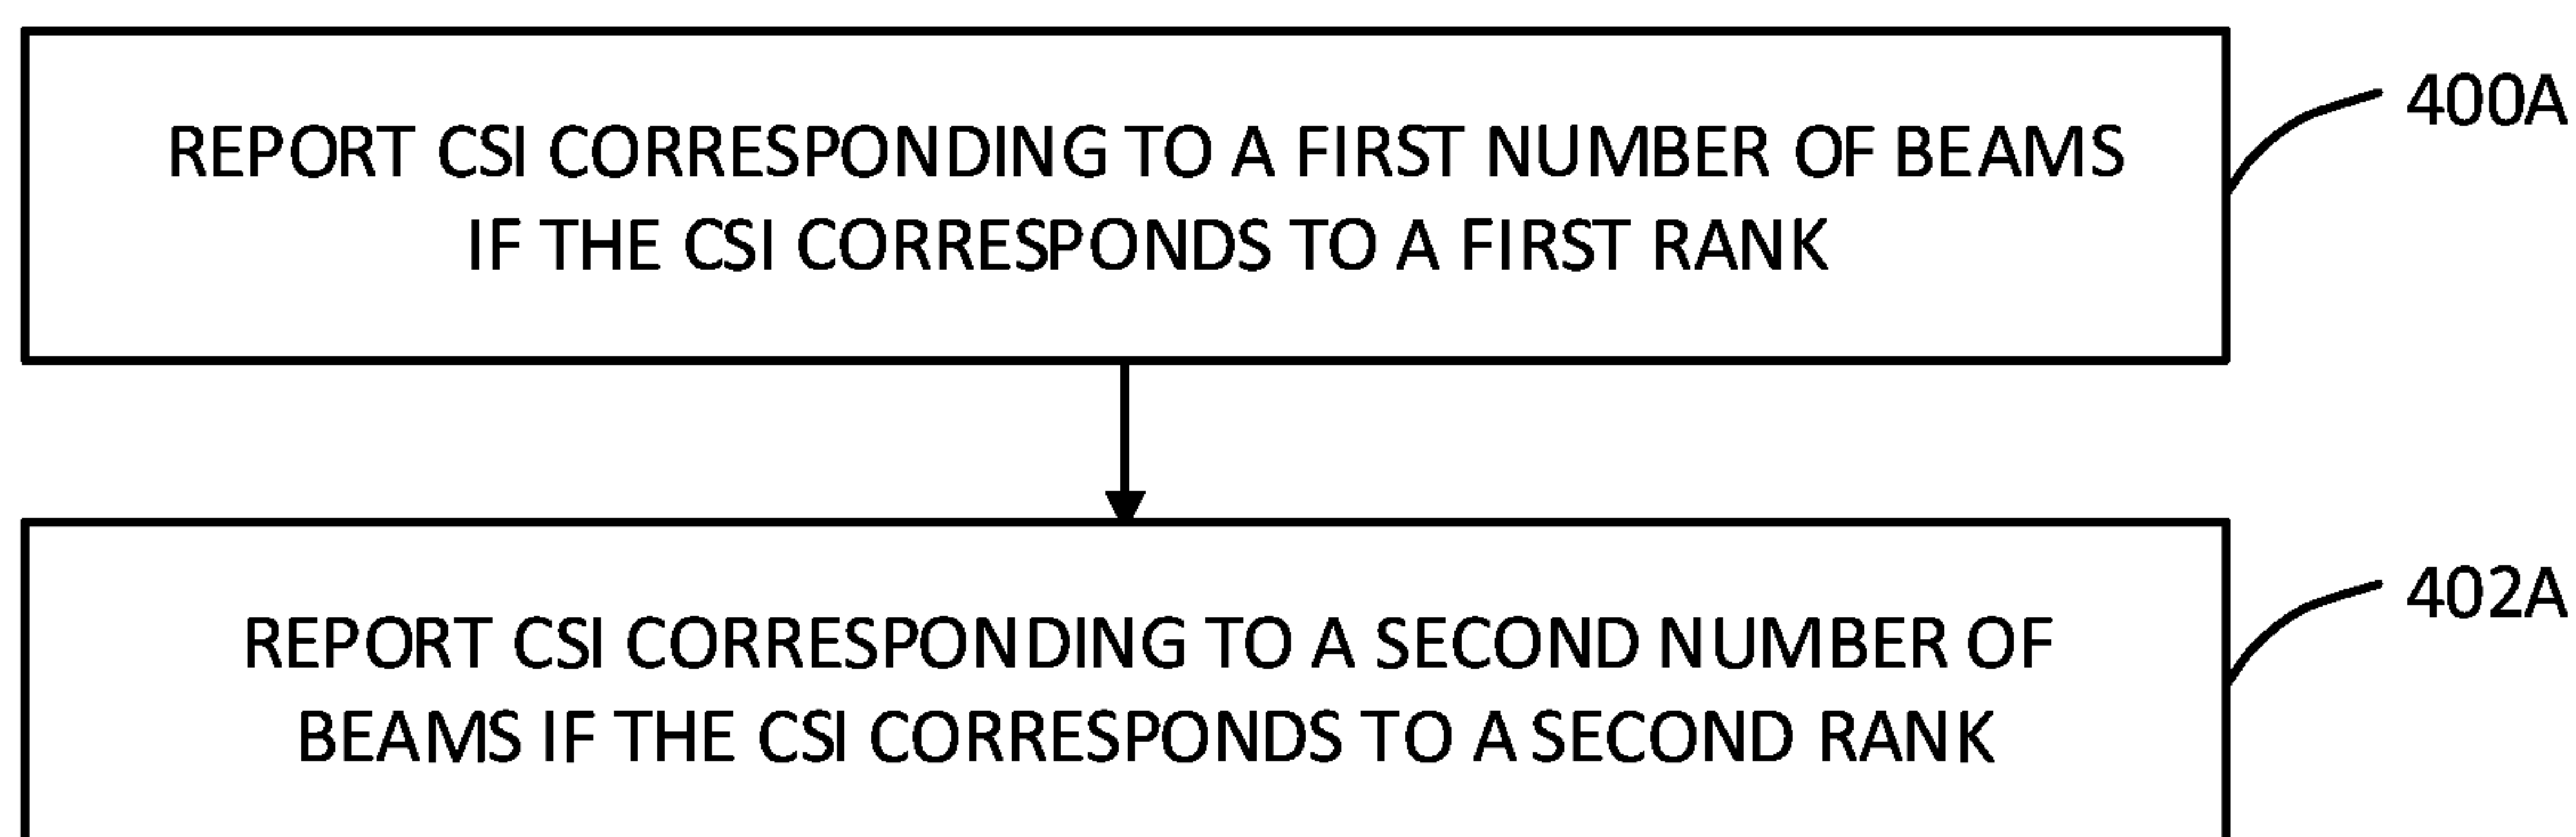 REPORT CSI CORRESPONDING TO A FIRST NUMBER OF BEAMS
IF THE CSI CORRESPONDS TO A FIRST RANK
400A
REPORT CSI CORRESPONDING TO A SECOND NUMBER OF
BEAMS IF THE CSI CORRESPONDS TO A SECOND RANK
402A